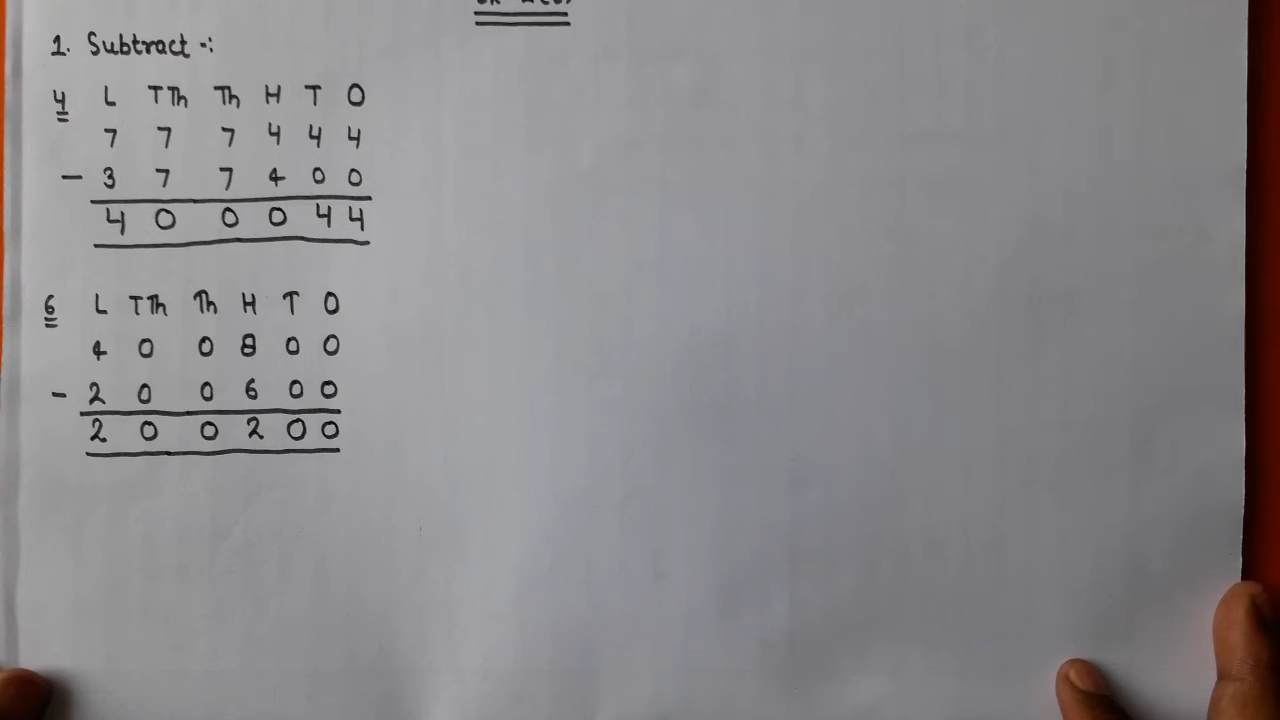 1. Subtract -:
4 L TTh Th H T O
7 7 7 4 4 4
- 3 7 7 4 0 0
4 0 0 0 4 4
6 L TTh Th H T O
4 0 0 8 0 0
- 2 0 0 6 0 0
2 0 0 2 0 0